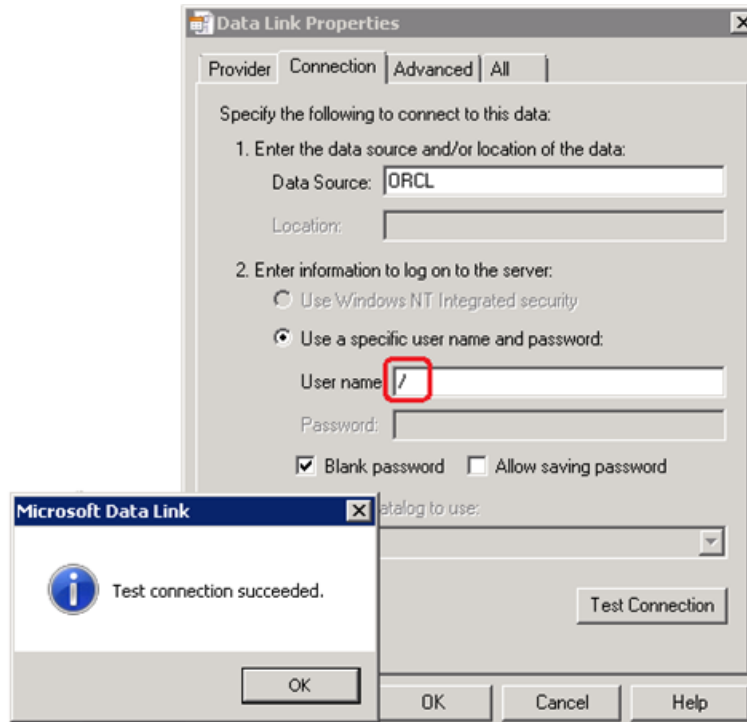 Data Link Properties
Provider Connection Advanced All
Specify the following to connect to this data:
1. Enter the data source and/or location of the data:
Data Source: ORCL
Location:
2. Enter information to log on to the server:
Use Windows NT Integrated security
Use a specific user name and password:
User name /
Password:
Blank password Allow saving password
atalog to use:
Test Connection
OK Cancel Help
Microsoft Data Link
Test connection succeeded.
OK